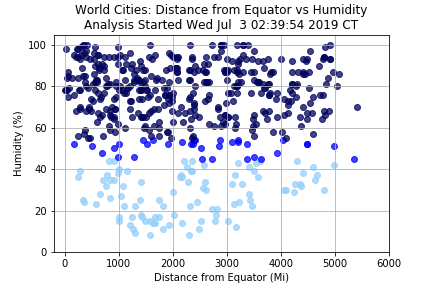 World Cities: Distance from Equator vs Humidity
Analysis Started Wed Jul 3 02:39:54 2019 CT
100
80
60
40
20
0
Humidity (%)
0 1000 2000 3000 4000 5000 6000
Distance from Equator (Mi)